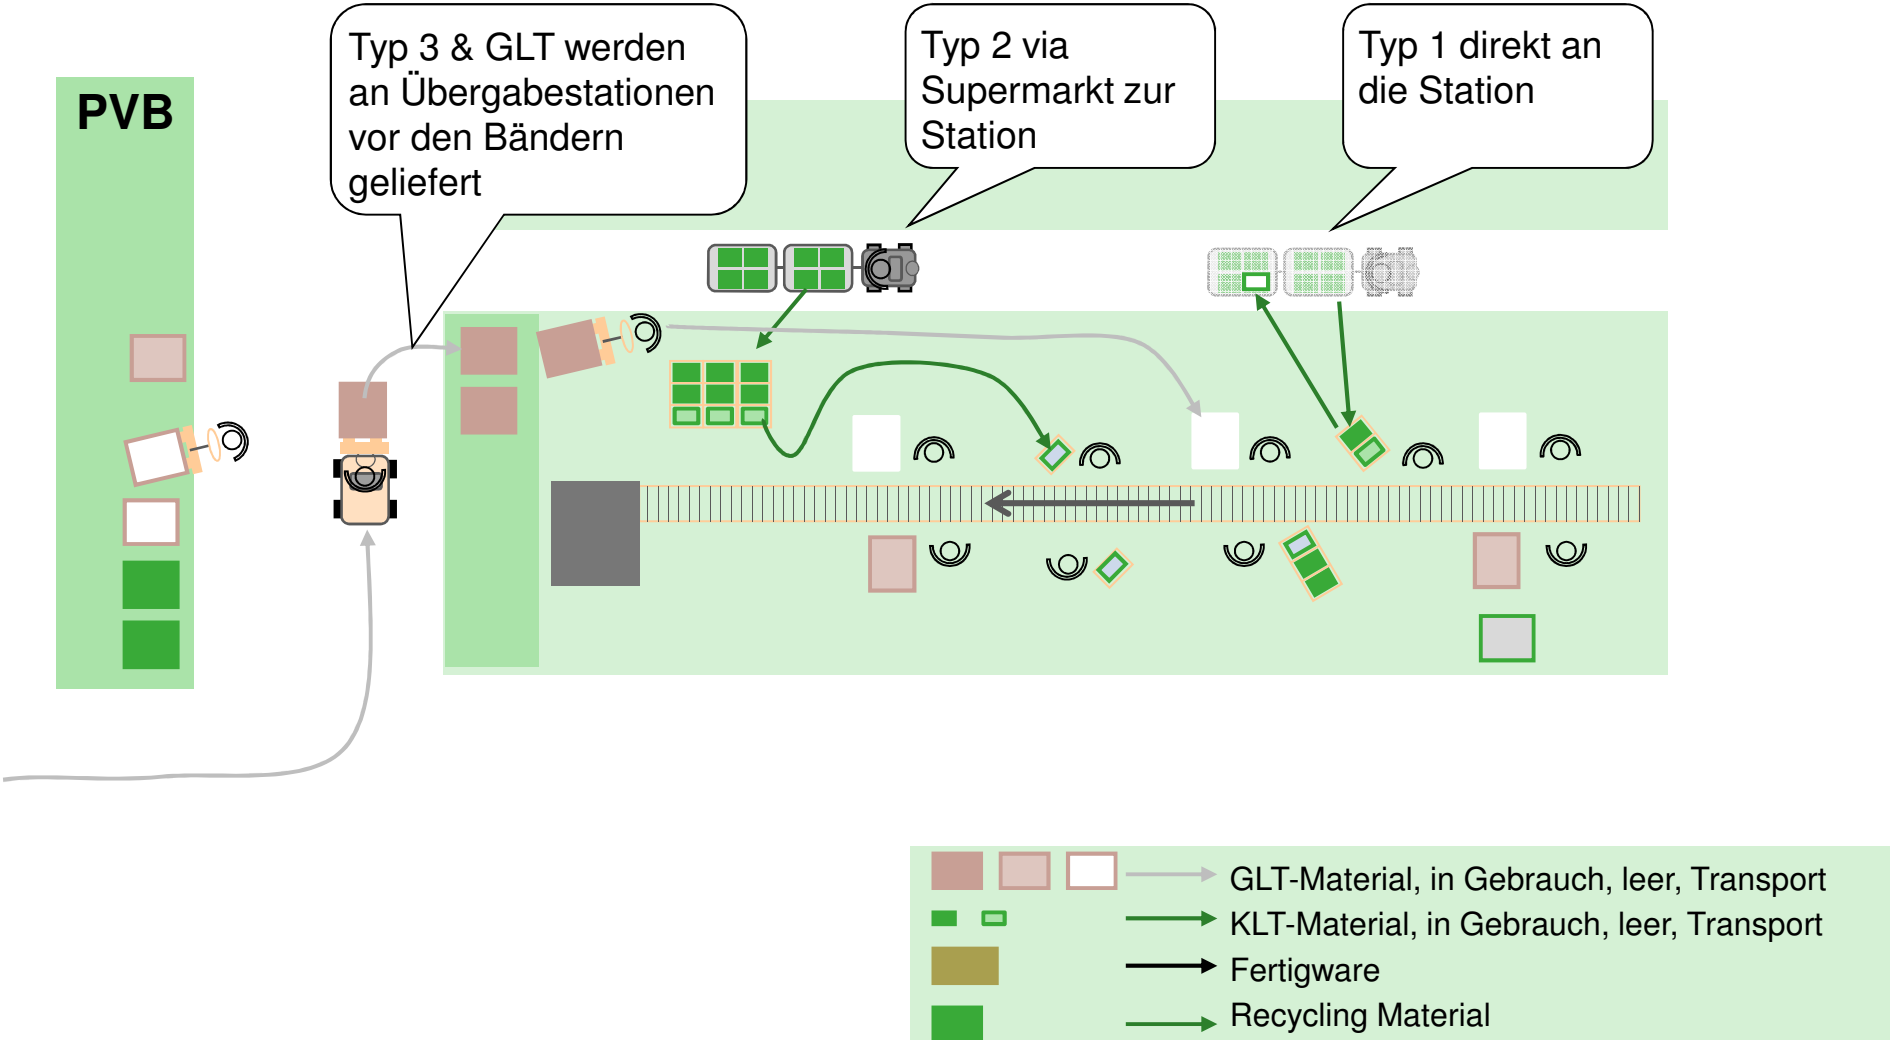 PVB
Typ 3 & GLT werden
an Übergabestationen
vor den Bändern
geliefert
Typ 2 via
Supermarkt zur
Station
Typ 1 direkt an
die Station
GLT-Material, in Gebrauch, leer, Transport
KLT-Material, in Gebrauch, leer, Transport
Fertigware
Recycling Material